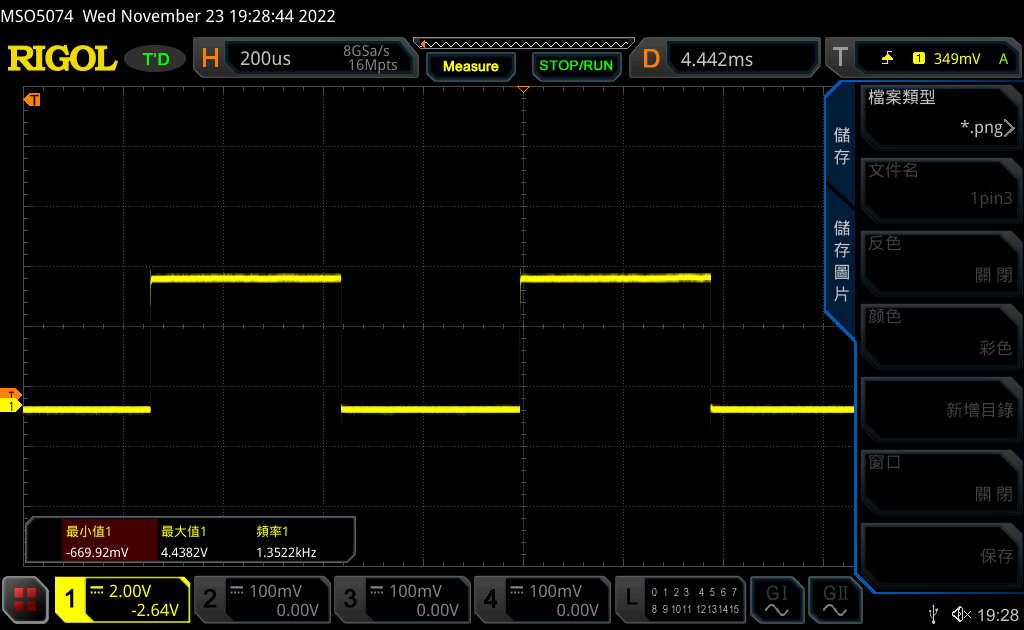 MSO5074 Wed November 23 19:28:44 2022
RIGOL
T'D
H
200us
8GSa/s
16Mpts
Measure
STOP/RUN
D
4.442ms
T
1
349mV
A
T
T
1
儲存
儲存圖片
檔案類型
*.png
文件名
1pin3
反色
關閉
颜色
彩色
新增目錄
窗口
關閉
保存
最小值1 最大值1 頻率1
-669.92mV 4.4382V 1.3522kHz
1
2.00V
-2.64V
2
100mV
0.00V
3
100mV
0.00V
4
100mV
0.00V
L
0 1 2 3 4 5 6 7
8 9 10 11 12 13 14 15
GI
GII
19:28